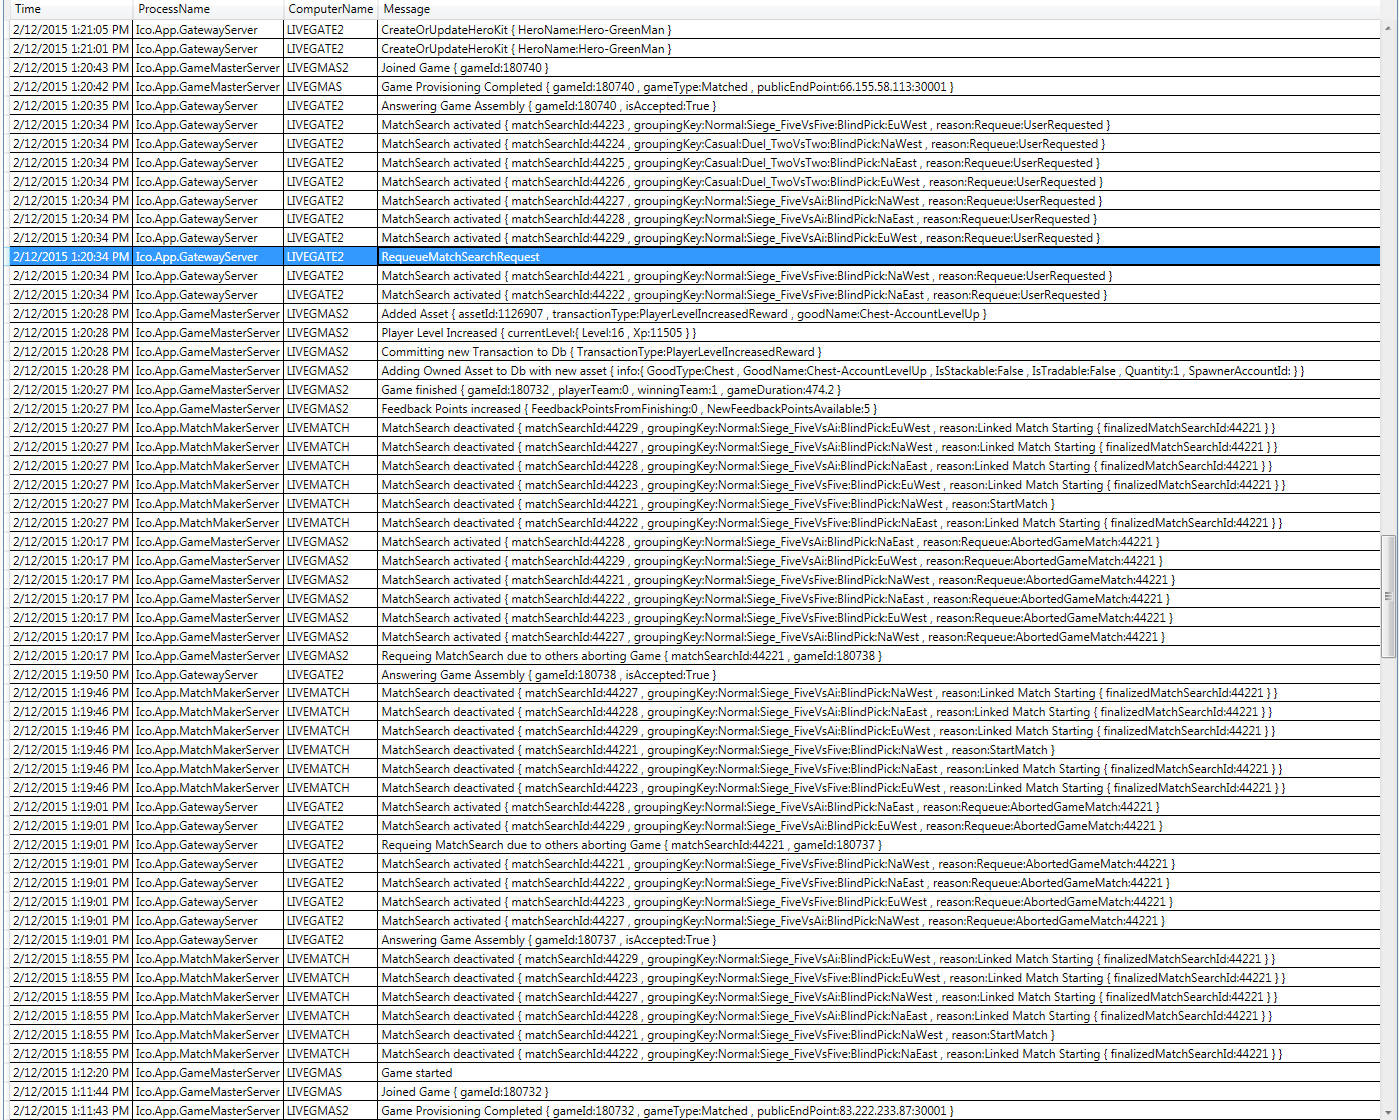 Time ProcessName ComputerName Message
2/12/2015 1:21:05 PM Ico.App.GatewayServer LIVEGATE2 CreateOrUpdateHeroKit { HeroName:Hero-GreenMan }
2/12/2015 1:21:01 PM Ico.App.GatewayServer LIVEGATE2 CreateOrUpdateHeroKit { HeroName:Hero-GreenMan }
2/12/2015 1:20:43 PM Ico.App.GameMasterServer LIVEGMAS2 Joined Game { gameId:180740 }
2/12/2015 1:20:42 PM Ico.App.GameMasterServer LIVEGMAS Game Provisioning Completed { gameId:180740 , gameType:Matched , publicEndPoint:66.155.58.113:30001 }
2/12/2015 1:20:35 PM Ico.App.GatewayServer LIVEGATE2 Answering Game Assembly { gameId:180740 , isAccepted:True }
2/12/2015 1:20:34 PM Ico.App.GatewayServer LIVEGATE2 MatchSearch activated { matchSearchId:44223 , groupingKey:Normal:Siege_FiveVsFive:BlindPick:EuWest , reason:Requeue:UserRequested }
2/12/2015 1:20:34 PM Ico.App.GatewayServer LIVEGATE2 MatchSearch activated { matchSearchId:44224 , groupingKey:Casual:Duel_TwoVsTwo:BlindPick:NaWest , reason:Requeue:UserRequested }
2/12/2015 1:20:34 PM Ico.App.GatewayServer LIVEGATE2 MatchSearch activated { matchSearchId:44225 , groupingKey:Casual:Duel_TwoVsTwo:BlindPick:NaEast , reason:Requeue:UserRequested }
2/12/2015 1:20:34 PM Ico.App.GatewayServer LIVEGATE2 MatchSearch activated { matchSearchId:44226 , groupingKey:Casual:Duel_TwoVsTwo:BlindPick:EuWest , reason:Requeue:UserRequested }
2/12/2015 1:20:34 PM Ico.App.GatewayServer LIVEGATE2 MatchSearch activated { matchSearchId:44227 , groupingKey:Normal:Siege_FiveVsAi:BlindPick:NaWest , reason:Requeue:UserRequested }
2/12/2015 1:20:34 PM Ico.App.GatewayServer LIVEGATE2 MatchSearch activated { matchSearchId:44228 , groupingKey:Normal:Siege_FiveVsAi:BlindPick:NaEast , reason:Requeue:UserRequested }
2/12/2015 1:20:34 PM Ico.App.GatewayServer LIVEGATE2 MatchSearch activated { matchSearchId:44229 , groupingKey:Normal:Siege_FiveVsAi:BlindPick:EuWest , reason:Requeue:UserRequested }
2/12/2015 1:20:34 PM Ico.App.GatewayServer LIVEGATE2 RequeueMatchSearchRequest
2/12/2015 1:20:34 PM Ico.App.GatewayServer LIVEGATE2 MatchSearch activated { matchSearchId:44221 , groupingKey:Normal:Siege_FiveVsFive:BlindPick:NaWest , reason:Requeue:UserRequested }
2/12/2015 1:20:34 PM Ico.App.GatewayServer LIVEGATE2 MatchSearch activated { matchSearchId:44222 , groupingKey:Normal:Siege_FiveVsFive:BlindPick:NaEast , reason:Requeue:UserRequested }
2/12/2015 1:20:28 PM Ico.App.GameMasterServer LIVEGMAS2 Added Asset { assetId:1126907 , transactionType:PlayerLevelIncreasedReward , goodName:Chest-AccountLevelUp }
2/12/2015 1:20:28 PM Ico.App.GameMasterServer LIVEGMAS2 Player Level Increased { currentLevel:{ Level:16 , Xp:11505 } }
2/12/2015 1:20:28 PM Ico.App.GameMasterServer LIVEGMAS2 Committing new Transaction to Db { TransactionType:PlayerLevelIncreasedReward }
2/12/2015 1:20:28 PM Ico.App.GameMasterServer LIVEGMAS2 Adding Owned Asset to Db with new asset { info:{ GoodType:Chest , GoodName:Chest-AccountLevelUp , IsStackable:False , IsTradable:False , Quantity:1 , SpawnerAccountId: } }
2/12/2015 1:20:27 PM Ico.App.GameMasterServer LIVEGMAS2 Game finished { gameId:180732 , playerTeam:0 , winningTeam:1 , gameDuration:474.2 }
2/12/2015 1:20:27 PM Ico.App.GameMasterServer LIVEGMAS2 Feedback Points increased { FeedbackPointsFromFinishing:0 , NewFeedbackPointsAvailable:5 }
2/12/2015 1:20:27 PM Ico.App.MatchMakerServer LIVEMATCH MatchSearch deactivated { matchSearchId:44229 , groupingKey:Normal:Siege_FiveVsAi:BlindPick:EuWest , reason:Linked Match Starting { finalizedMatchSearchId:44221 } }
2/12/2015 1:20:27 PM Ico.App.MatchMakerServer LIVEMATCH MatchSearch deactivated { matchSearchId:44227 , groupingKey:Normal:Siege_FiveVsAi:BlindPick:NaWest , reason:Linked Match Starting { finalizedMatchSearchId:44221 } }
2/12/2015 1:20:27 PM Ico.App.MatchMakerServer LIVEMATCH MatchSearch deactivated { matchSearchId:44228 , groupingKey:Normal:Siege_FiveVsAi:BlindPick:NaEast , reason:Linked Match Starting { finalizedMatchSearchId:44221 } }
2/12/2015 1:20:27 PM Ico.App.MatchMakerServer LIVEMATCH MatchSearch deactivated { matchSearchId:44223 , groupingKey:Normal:Siege_FiveVsFive:BlindPick:EuWest , reason:Linked Match Starting { finalizedMatchSearchId:44221 } }
2/12/2015 1:20:27 PM Ico.App.MatchMakerServer LIVEMATCH MatchSearch deactivated { matchSearchId:44221 , groupingKey:Normal:Siege_FiveVsFive:BlindPick:NaWest , reason:StartMatch }
2/12/2015 1:20:27 PM Ico.App.MatchMakerServer LIVEMATCH MatchSearch deactivated { matchSearchId:44222 , groupingKey:Normal:Siege_FiveVsFive:BlindPick:NaEast , reason:Linked Match Starting { finalizedMatchSearchId:44221 } }
2/12/2015 1:20:17 PM Ico.App.GameMasterServer LIVEGMAS2 MatchSearch activated { matchSearchId:44228 , groupingKey:Normal:Siege_FiveVsAi:BlindPick:NaEast , reason:Requeue:AbortedGameMatch:44221 }
2/12/2015 1:20:17 PM Ico.App.GameMasterServer LIVEGMAS2 MatchSearch activated { matchSearchId:44229 , groupingKey:Normal:Siege_FiveVsAi:BlindPick:EuWest , reason:Requeue:AbortedGameMatch:44221 }
2/12/2015 1:20:17 PM Ico.App.GameMasterServer LIVEGMAS2 MatchSearch activated { matchSearchId:44221 , groupingKey:Normal:Siege_FiveVsFive:BlindPick:NaWest , reason:Requeue:AbortedGameMatch:44221 }
2/12/2015 1:20:17 PM Ico.App.GameMasterServer LIVEGMAS2 MatchSearch activated { matchSearchId:44222 , groupingKey:Normal:Siege_FiveVsFive:BlindPick:NaEast , reason:Requeue:AbortedGameMatch:44221 }
2/12/2015 1:20:17 PM Ico.App.GameMasterServer LIVEGMAS2 MatchSearch activated { matchSearchId:44223 , groupingKey:Normal:Siege_FiveVsFive:BlindPick:EuWest , reason:Requeue:AbortedGameMatch:44221 }
2/12/2015 1:20:17 PM Ico.App.GameMasterServer LIVEGMAS2 MatchSearch activated { matchSearchId:44227 , groupingKey:Normal:Siege_FiveVsAi:BlindPick:NaWest , reason:Requeue:AbortedGameMatch:44221 }
2/12/2015 1:20:17 PM Ico.App.GameMasterServer LIVEGMAS2 Requeing MatchSearch due to others aborting Game { matchSearchId:44221 , gameId:180738 }
2/12/2015 1:19:50 PM Ico.App.GatewayServer LIVEGATE2 Answering Game Assembly { gameId:180738 , isAccepted:True }
2/12/2015 1:19:46 PM Ico.App.MatchMakerServer LIVEMATCH MatchSearch deactivated { matchSearchId:44227 , groupingKey:Normal:Siege_FiveVsAi:BlindPick:NaWest , reason:Linked Match Starting { finalizedMatchSearchId:44221 } }
2/12/2015 1:19:46 PM Ico.App.MatchMakerServer LIVEMATCH MatchSearch deactivated { matchSearchId:44228 , groupingKey:Normal:Siege_FiveVsAi:BlindPick:NaEast , reason:Linked Match Starting { finalizedMatchSearchId:44221 } }
2/12/2015 1:19:46 PM Ico.App.MatchMakerServer LIVEMATCH MatchSearch deactivated { matchSearchId:44229 , groupingKey:Normal:Siege_FiveVsAi:BlindPick:EuWest , reason:Linked Match Starting { finalizedMatchSearchId:44221 } }
2/12/2015 1:19:46 PM Ico.App.MatchMakerServer LIVEMATCH MatchSearch deactivated { matchSearchId:44221 , groupingKey:Normal:Siege_FiveVsFive:BlindPick:NaWest , reason:StartMatch }
2/12/2015 1:19:46 PM Ico.App.MatchMakerServer LIVEMATCH MatchSearch deactivated { matchSearchId:44222 , groupingKey:Normal:Siege_FiveVsFive:BlindPick:NaEast , reason:Linked Match Starting { finalizedMatchSearchId:44221 } }
2/12/2015 1:19:46 PM Ico.App.MatchMakerServer LIVEMATCH MatchSearch deactivated { matchSearchId:44223 , groupingKey:Normal:Siege_FiveVsFive:BlindPick:EuWest , reason:Linked Match Starting { finalizedMatchSearchId:44221 } }
2/12/2015 1:19:01 PM Ico.App.GatewayServer LIVEGATE2 MatchSearch activated { matchSearchId:44228 , groupingKey:Normal:Siege_FiveVsAi:BlindPick:NaEast , reason:Requeue:AbortedGameMatch:44221 }
2/12/2015 1:19:01 PM Ico.App.GatewayServer LIVEGATE2 MatchSearch activated { matchSearchId:44229 , groupingKey:Normal:Siege_FiveVsAi:BlindPick:EuWest , reason:Requeue:AbortedGameMatch:44221 }
2/12/2015 1:19:01 PM Ico.App.GatewayServer LIVEGATE2 Requeing MatchSearch due to others aborting Game { matchSearchId:44221 , gameId:180737 }
2/12/2015 1:19:01 PM Ico.App.GatewayServer LIVEGATE2 MatchSearch activated { matchSearchId:44221 , groupingKey:Normal:Siege_FiveVsFive:BlindPick:NaWest , reason:Requeue:AbortedGameMatch:44221 }
2/12/2015 1:19:01 PM Ico.App.GatewayServer LIVEGATE2 MatchSearch activated { matchSearchId:44222 , groupingKey:Normal:Siege_FiveVsFive:BlindPick:NaEast , reason:Requeue:AbortedGameMatch:44221 }
2/12/2015 1:19:01 PM Ico.App.GatewayServer LIVEGATE2 MatchSearch activated { matchSearchId:44223 , groupingKey:Normal:Siege_FiveVsFive:BlindPick:EuWest , reason:Requeue:AbortedGameMatch:44221 }
2/12/2015 1:19:01 PM Ico.App.GatewayServer LIVEGATE2 MatchSearch activated { matchSearchId:44227 , groupingKey:Normal:Siege_FiveVsAi:BlindPick:NaWest , reason:Requeue:AbortedGameMatch:44221 }
2/12/2015 1:19:01 PM Ico.App.GatewayServer LIVEGATE2 Answering Game Assembly { gameId:180737 , isAccepted:True }
2/12/2015 1:18:55 PM Ico.App.MatchMakerServer LIVEMATCH MatchSearch deactivated { matchSearchId:44229 , groupingKey:Normal:Siege_FiveVsAi:BlindPick:EuWest , reason:Linked Match Starting { finalizedMatchSearchId:44221 } }
2/12/2015 1:18:55 PM Ico.App.MatchMakerServer LIVEMATCH MatchSearch deactivated { matchSearchId:44223 , groupingKey:Normal:Siege_FiveVsFive:BlindPick:EuWest , reason:Linked Match Starting { finalizedMatchSearchId:44221 } }
2/12/2015 1:18:55 PM Ico.App.MatchMakerServer LIVEMATCH MatchSearch deactivated { matchSearchId:44227 , groupingKey:Normal:Siege_FiveVsAi:BlindPick:NaWest , reason:Linked Match Starting { finalizedMatchSearchId:44221 } }
2/12/2015 1:18:55 PM Ico.App.MatchMakerServer LIVEMATCH MatchSearch deactivated { matchSearchId:44228 , groupingKey:Normal:Siege_FiveVsAi:BlindPick:NaEast , reason:Linked Match Starting { finalizedMatchSearchId:44221 } }
2/12/2015 1:18:55 PM Ico.App.MatchMakerServer LIVEMATCH MatchSearch deactivated { matchSearchId:44221 , groupingKey:Normal:Siege_FiveVsFive:BlindPick:NaWest , reason:StartMatch }
2/12/2015 1:18:55 PM Ico.App.MatchMakerServer LIVEMATCH MatchSearch deactivated { matchSearchId:44222 , groupingKey:Normal:Siege_FiveVsFive:BlindPick:NaEast , reason:Linked Match Starting { finalizedMatchSearchId:44221 } }
2/12/2015 1:12:20 PM Ico.App.GameMasterServer LIVEGMAS Game started
2/12/2015 1:11:44 PM Ico.App.GameMasterServer LIVEGMAS Joined Game { gameId:180732 }
2/12/2015 1:11:43 PM Ico.App.GameMasterServer LIVEGMAS2 Game Provisioning Completed { gameId:180732 , gameType:Matched , publicEndPoint:83.222.233.87:30001 }